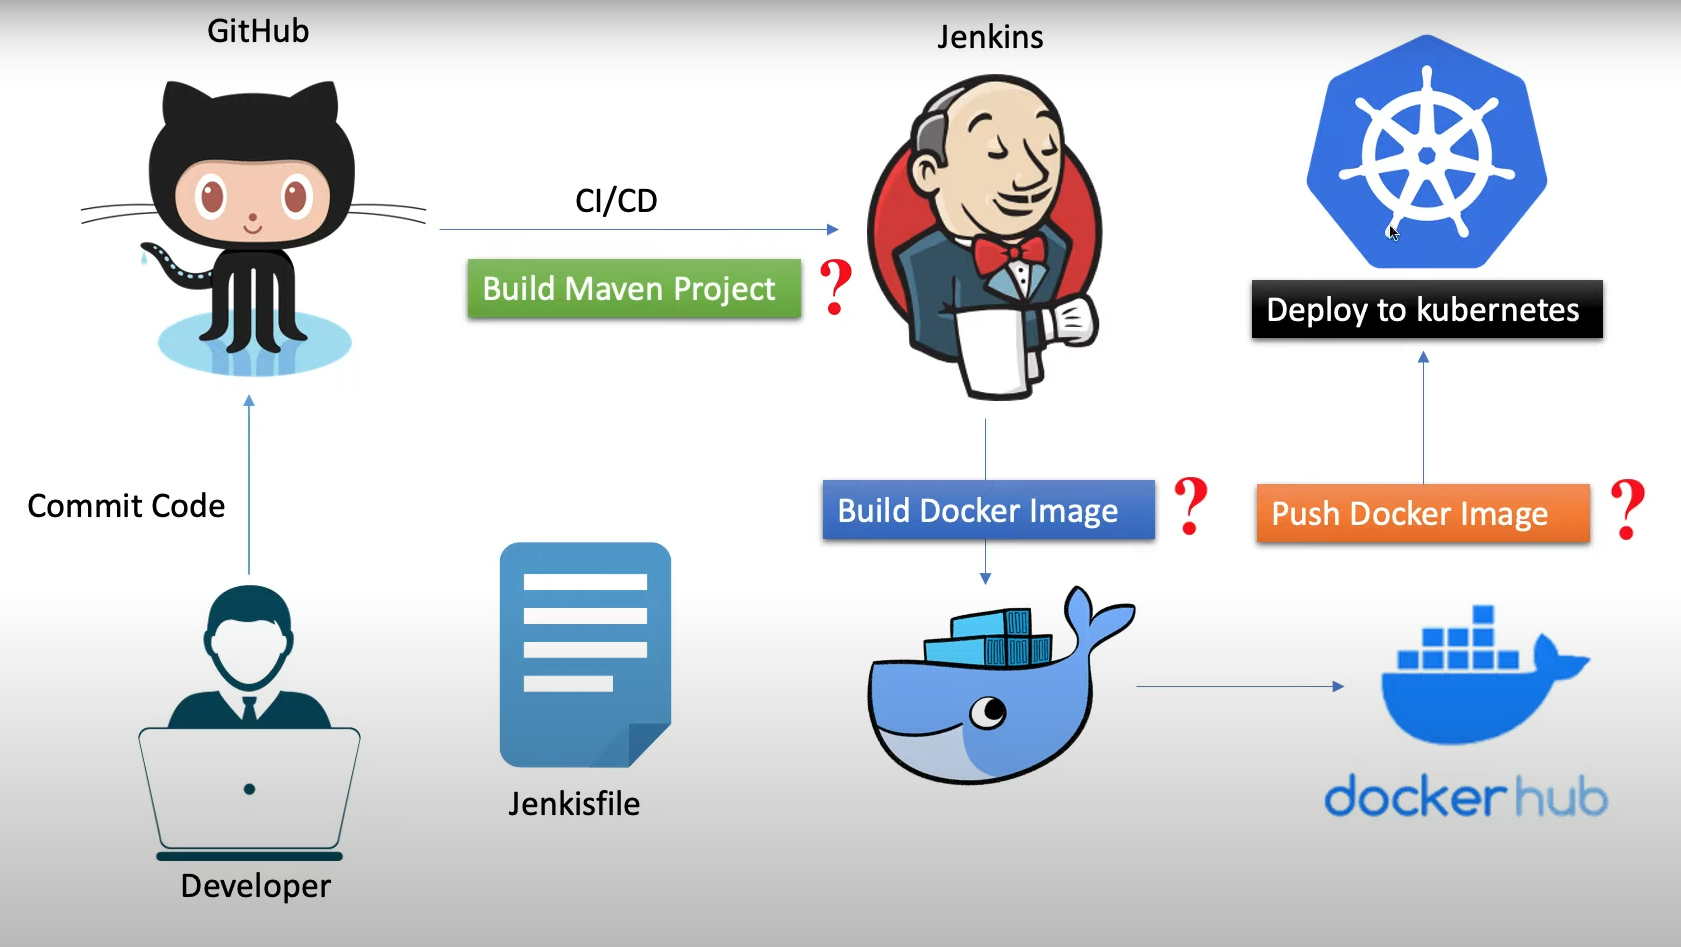 GitHub
Jenkins
CI/CD
Build Maven Project ?
Deploy to kubernetes
Commit Code
Build Docker Image ?
Push Docker Image ?
Jenkisfile
dockerhub
Developer